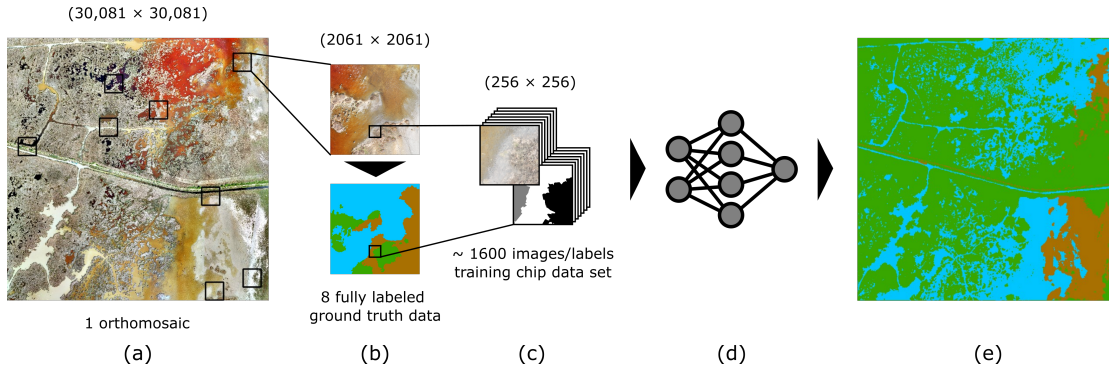 (30,081 × 30,081)
1 orthomosaic
(a)
(2061 × 2061)
8 fully labeled
ground truth data
(b)
(256 × 256)
~ 1600 images/labels
training chip data set
(c)
(d)
(e)